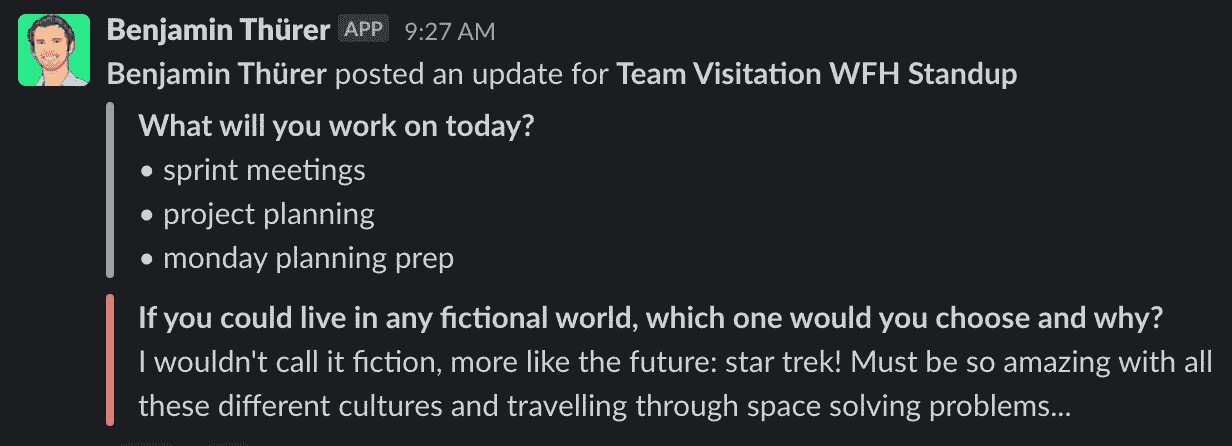 Benjamin Thürer APP 9:27 AM
Benjamin Thürer posted an update for Team Visitation WFH Standup
What will you work on today?
• sprint meetings
• project planning
• monday planning prep
If you could live in any fictional world, which one would you choose and why?
I wouldn't call it fiction, more like the future: star trek! Must be so amazing with all
these different cultures and travelling through space solving problems...